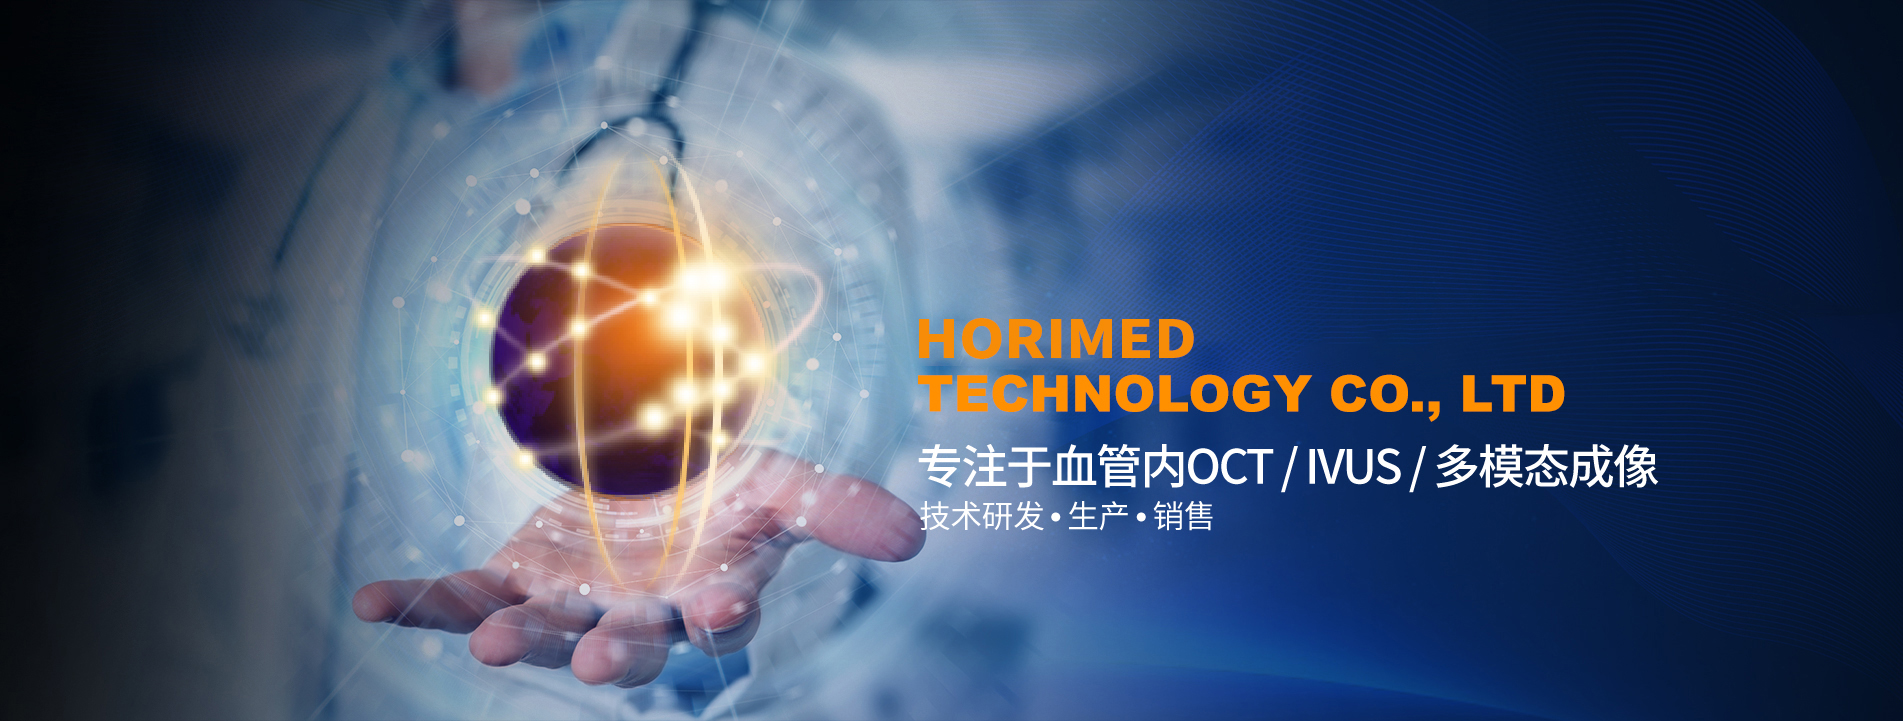 HORIMED
TECHNOLOGY CO., LTD
专注于血管内OCT / IVUS / 多模态成像
技术研发 • 生产 • 销售